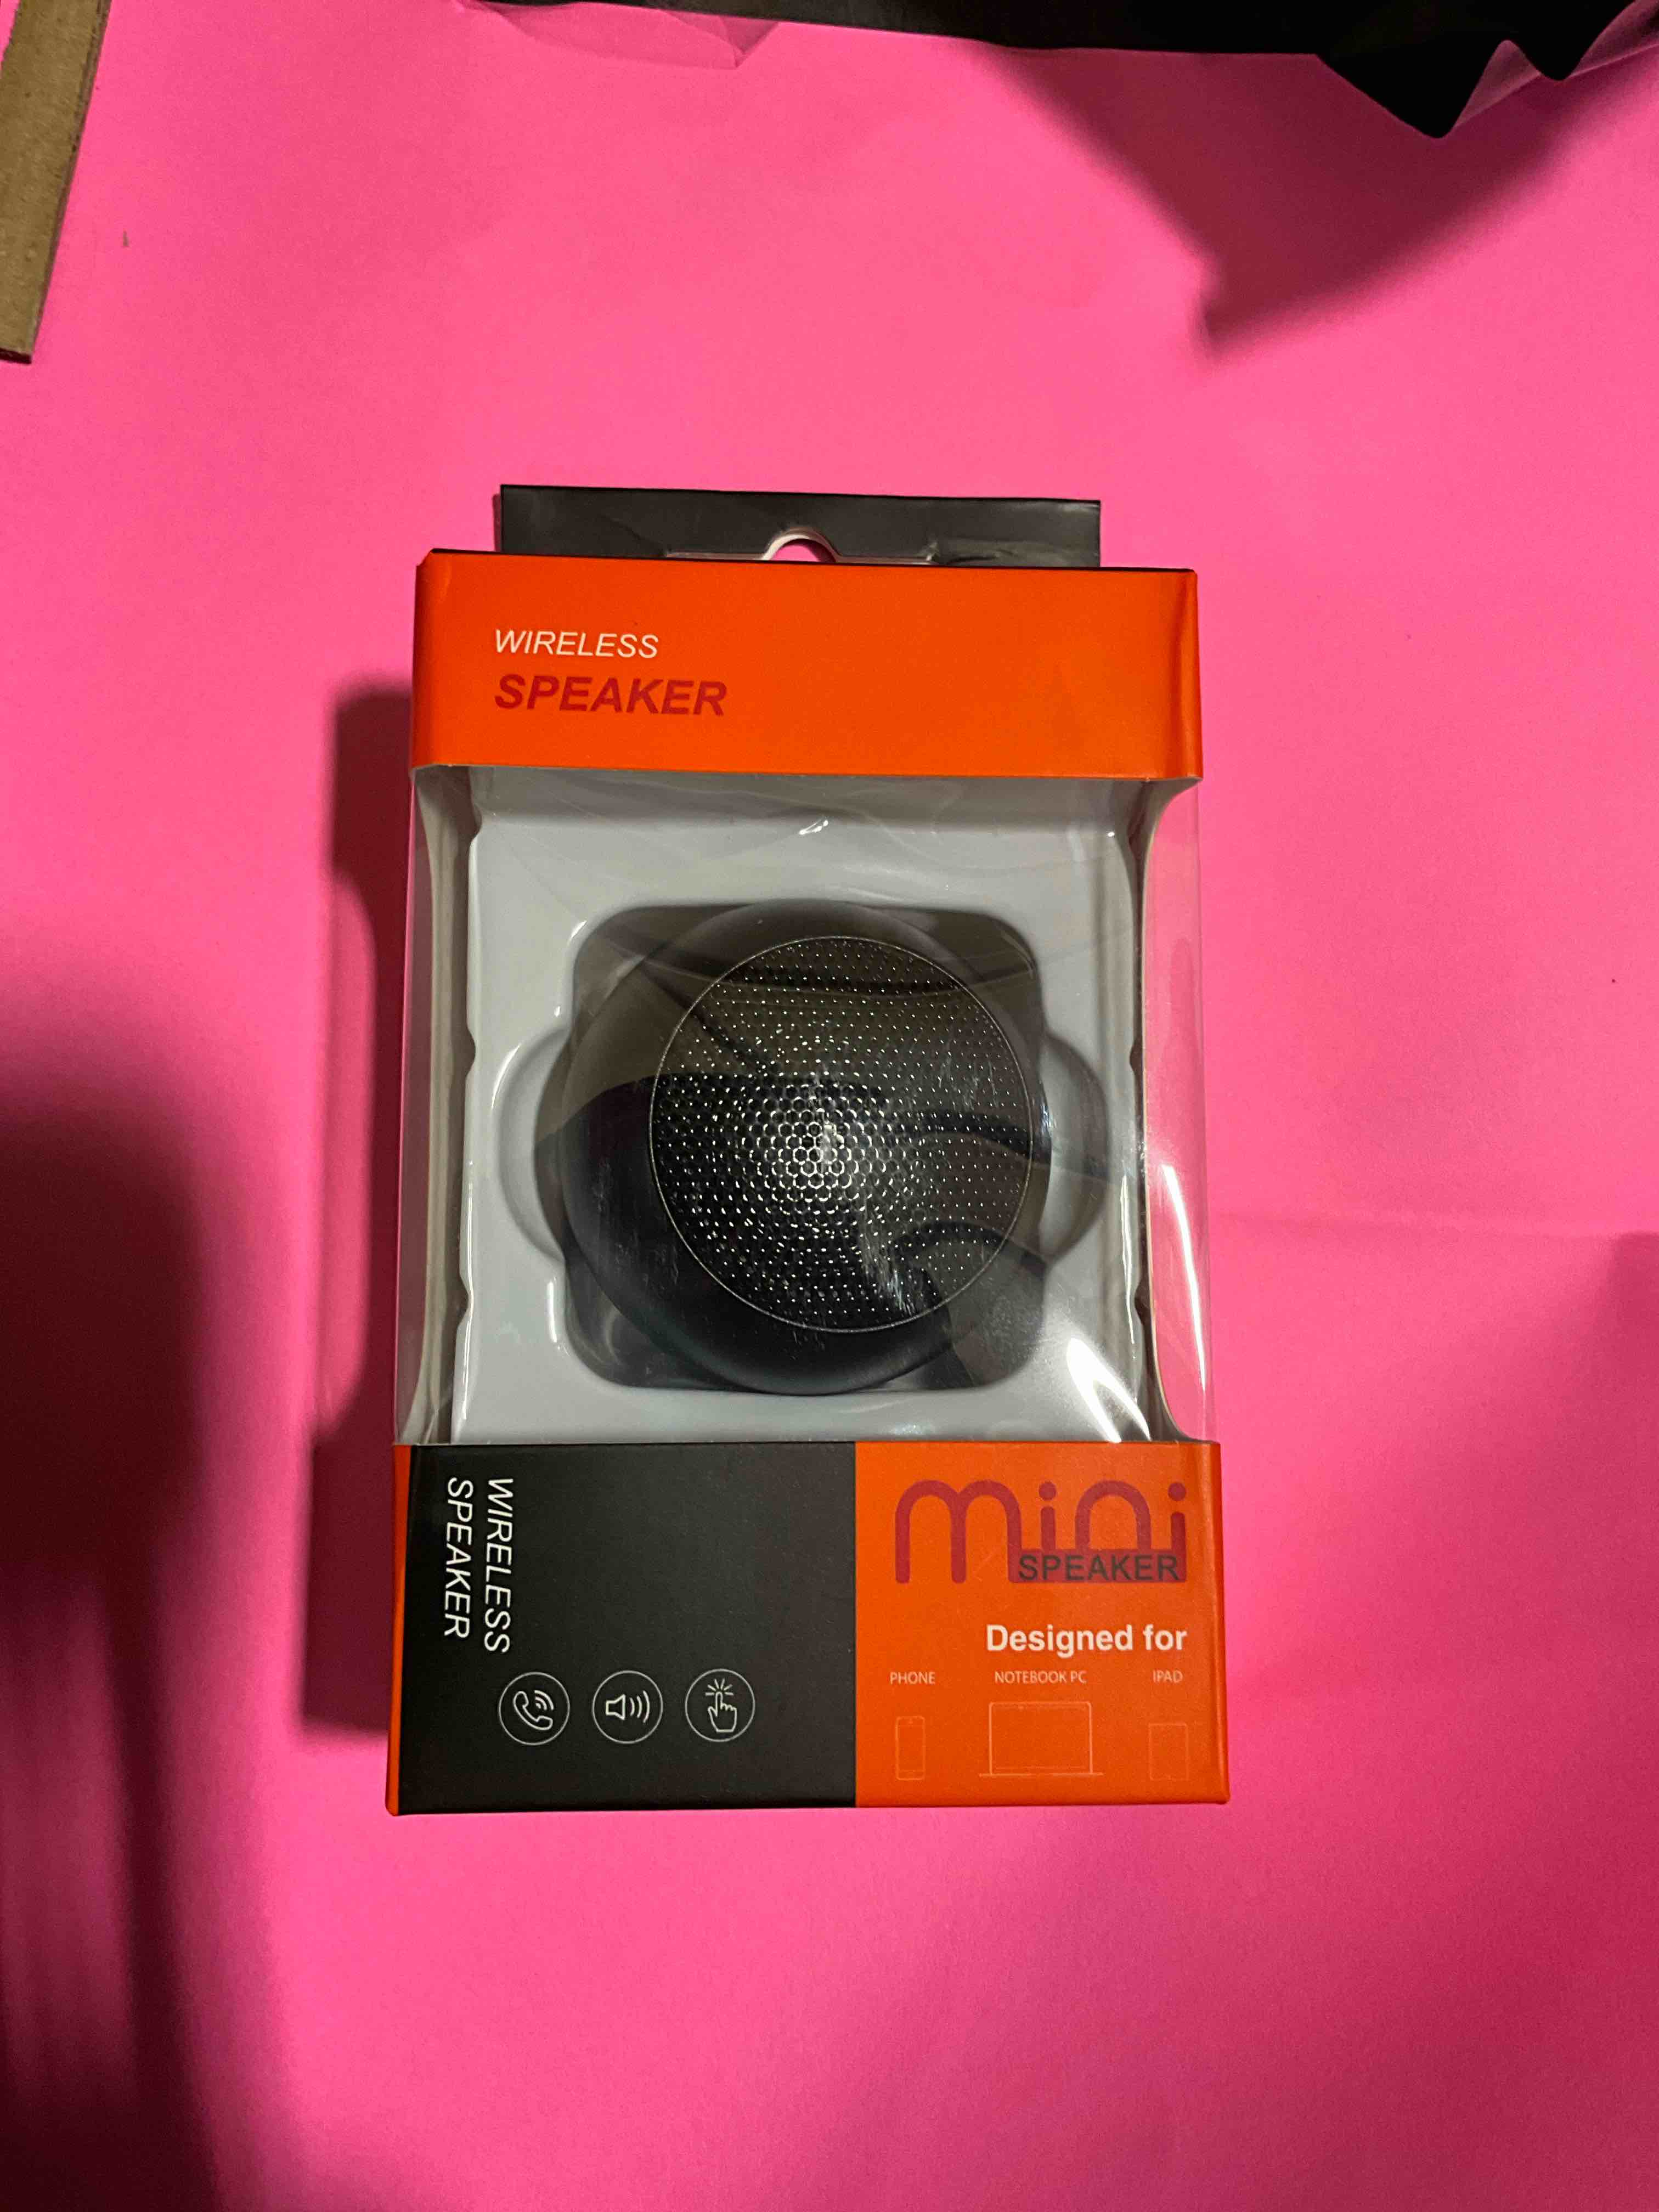 WIRELESS
SPEAKER
WIRELESS
SPEAKER
mini
SPEAKER
Designed for
PHONE NOTEBOOK PC IPAD